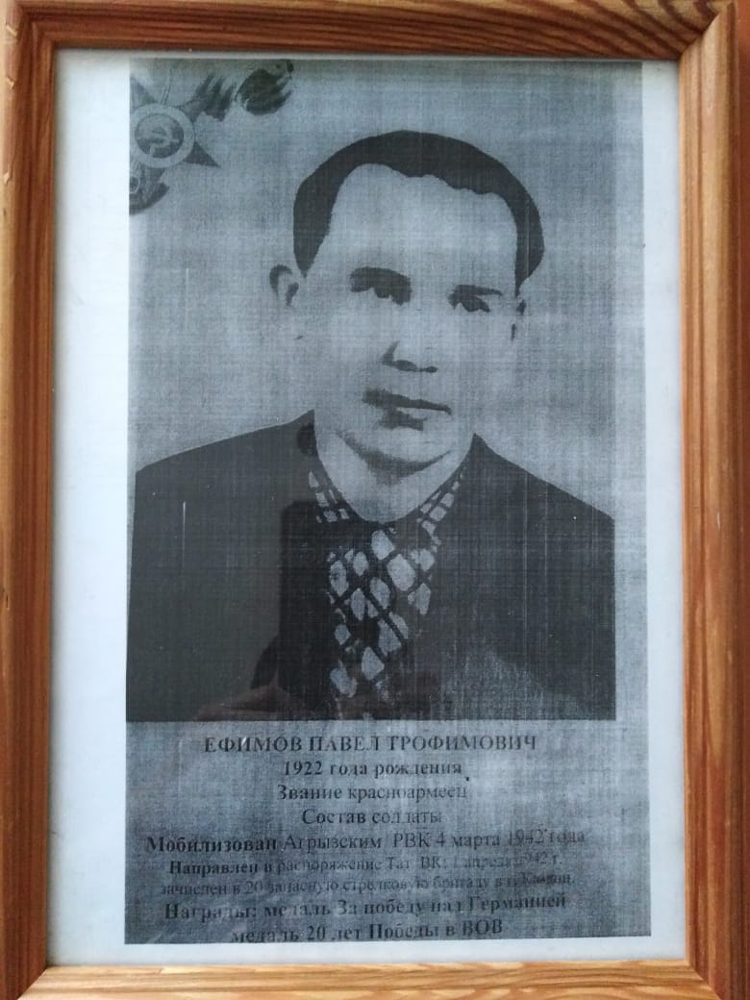 ЕФИМОВ ПАВЕЛ ТРОФИМОВИЧ
1922 года рождения
Звание красноармеец
Состав солдаты
Мобилизован Агрызским РВК 4 марта 1942 года
Направлен в распоряжение Тат ВК: 1 апреля 1942 г.
зачислен в 20 запасную стрелковую бригаду в г. Казань.
Награды: медаль За победу над Германией
медаль 20 лет Победы в ВОВ